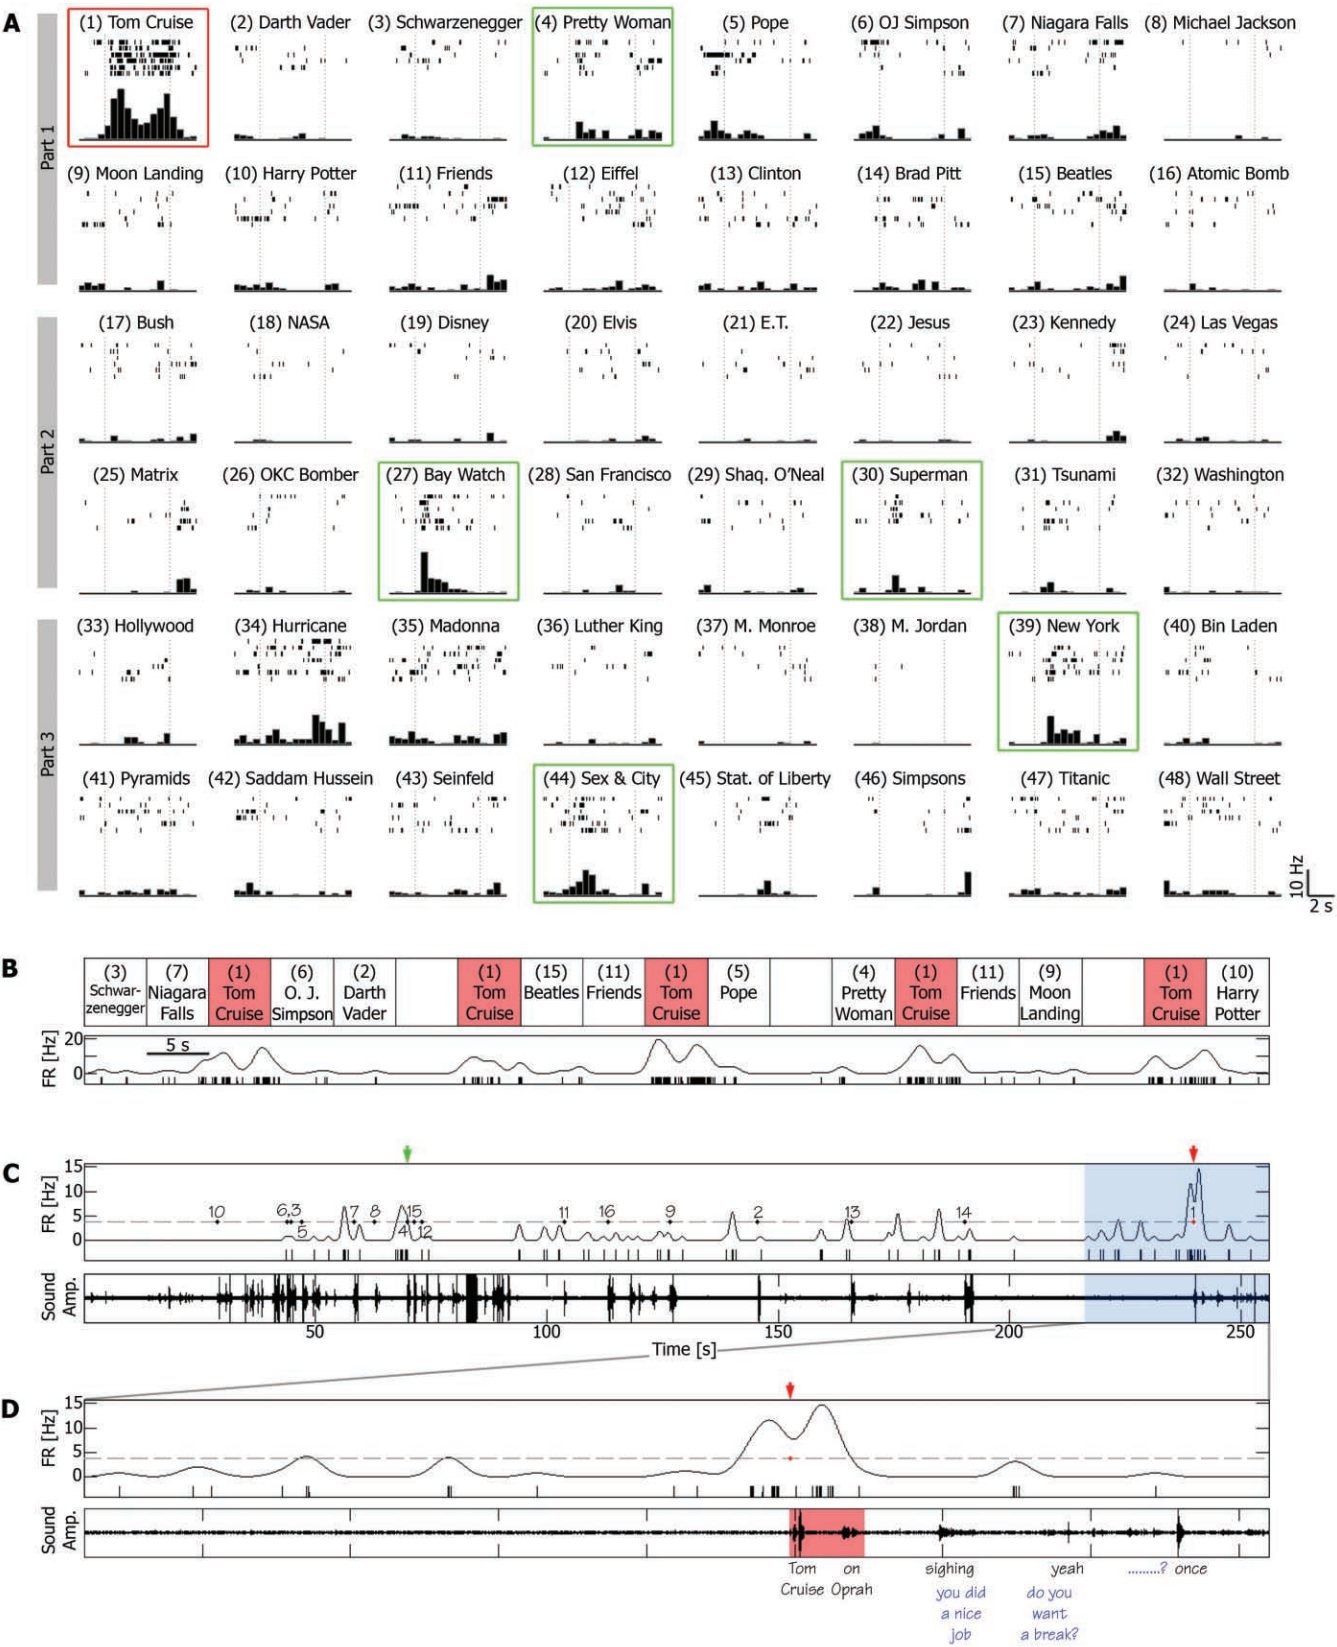 A
Part 1
(1) Tom Cruise
(2) Darth Vader
(3) Schwarzenegger
(4) Pretty Woman
(5) Pope
(6) OJ Simpson
(7) Niagara Falls
(8) Michael Jackson
(9) Moon Landing
(10) Harry Potter
(11) Friends
(12) Eiffel
(13) Clinton
(14) Brad Pitt
(15) Beatles
(16) Atomic Bomb
Part 2
(17) Bush
(18) NASA
(19) Disney
(20) Elvis
(21) E.T.
(22) Jesus
(23) Kennedy
(24) Las Vegas
(25) Matrix
(26) OKC Bomber
(27) Bay Watch
(28) San Francisco
(29) Shaq. O'Neal
(30) Superman
(31) Tsunami
(32) Washington
Part 3
(33) Hollywood
(34) Hurricane
(35) Madonna
(36) Luther King
(37) M. Monroe
(38) M. Jordan
(39) New York
(40) Bin Laden
(41) Pyramids
(42) Saddam Hussein
(43) Seinfeld
(44) Sex & City
(45) Stat. of Liberty
(46) Simpsons
(47) Titanic
(48) Wall Street
10 Hz
2 s
B
(3)
Schwar-
zenegger
(7)
Niagara
Falls
(1)
Tom
Cruise
(6)
O. J.
Simpson
(2)
Darth
Vader
(1)
Tom
Cruise
(15)
Beatles
(11)
Friends
(1)
Tom
Cruise
(5)
Pope
(4)
Pretty
Woman
(1)
Tom
Cruise
(11)
Friends
(9)
Moon
Landing
(1)
Tom
Cruise
(10)
Harry
Potter
FR [Hz]
20
0
5 s
C
FR [Hz]
15
10
5
0
10
6,3
5
7
8
4
15
12
11
16
9
2
13
14
1
Sound
Amp.
50
100
150
200
250
Time [s]
D
FR [Hz]
15
10
5
0
Sound
Amp.
Tom on sighing yeah .........? once
Cruise Oprah you did do you
a nice want
job a break?